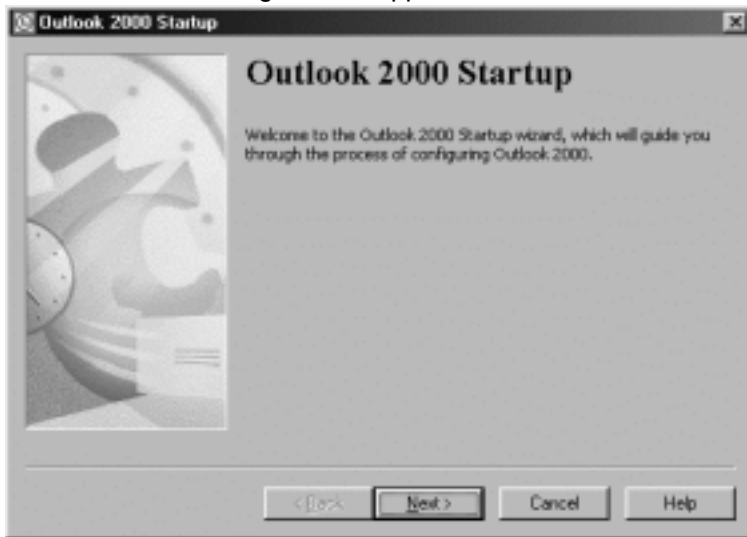 Outlook 2000 Startup
Outlook 2000 Startup
Welcome to the Outlook 2000 Startup wizard, which will guide you
through the process of configuring Outlook 2000.
< Back Next > Cancel Help